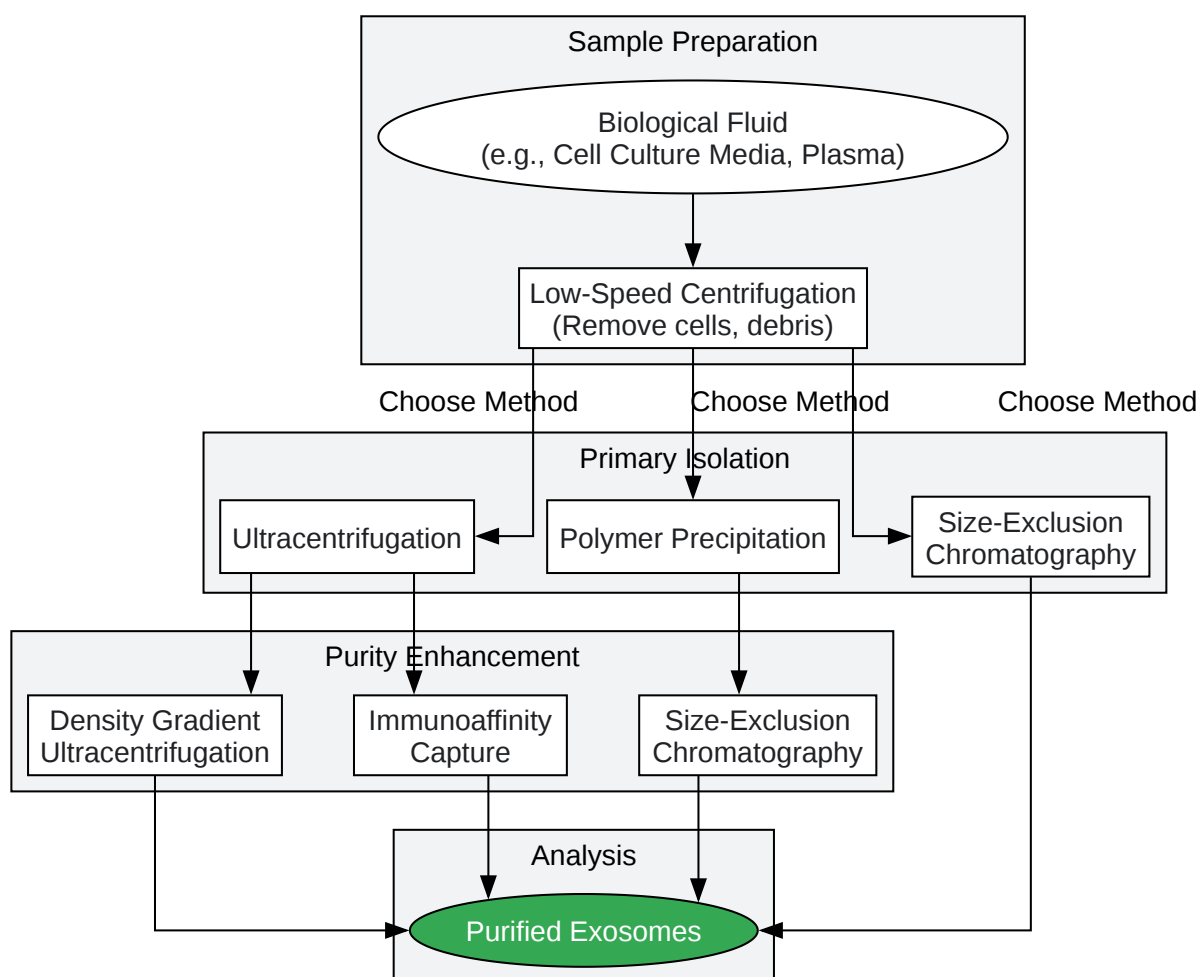 Sample Preparation
Biological Fluid
(e.g., Cell Culture Media, Plasma)
Low-Speed Centrifugation
(Remove cells, debris)
Choose Method
Choose Method
Choose Method
Primary Isolation
Ultracentrifugation
Polymer Precipitation
Size-Exclusion
Chromatography
Purity Enhancement
Density Gradient
Ultracentrifugation
Immunoaffinity
Capture
Size-Exclusion
Chromatography
Analysis
Purified Exosomes